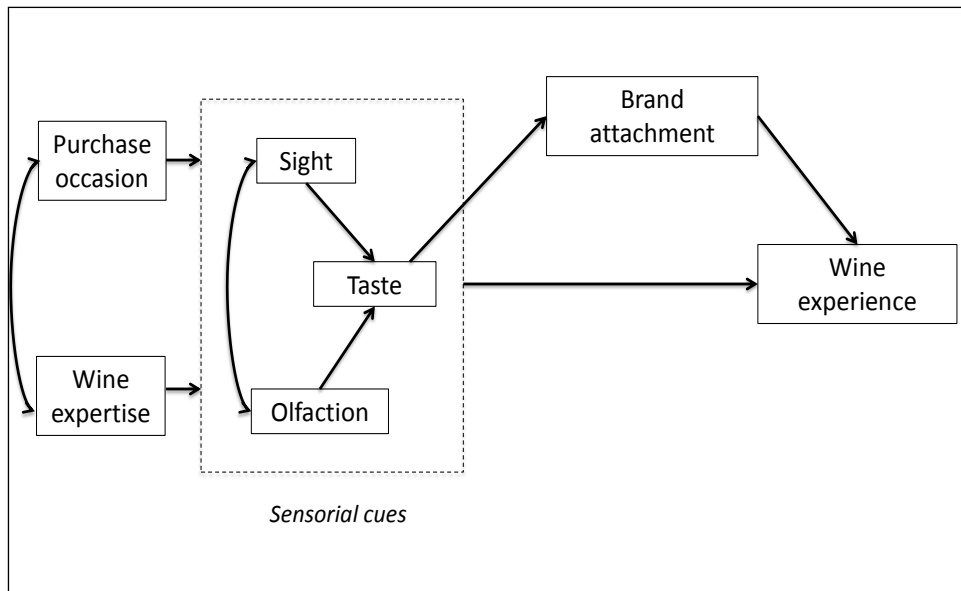 Purchase
occasion
Wine
expertise
Sight
Taste
Olfaction
Sensorial cues
Brand
attachment
Wine
experience